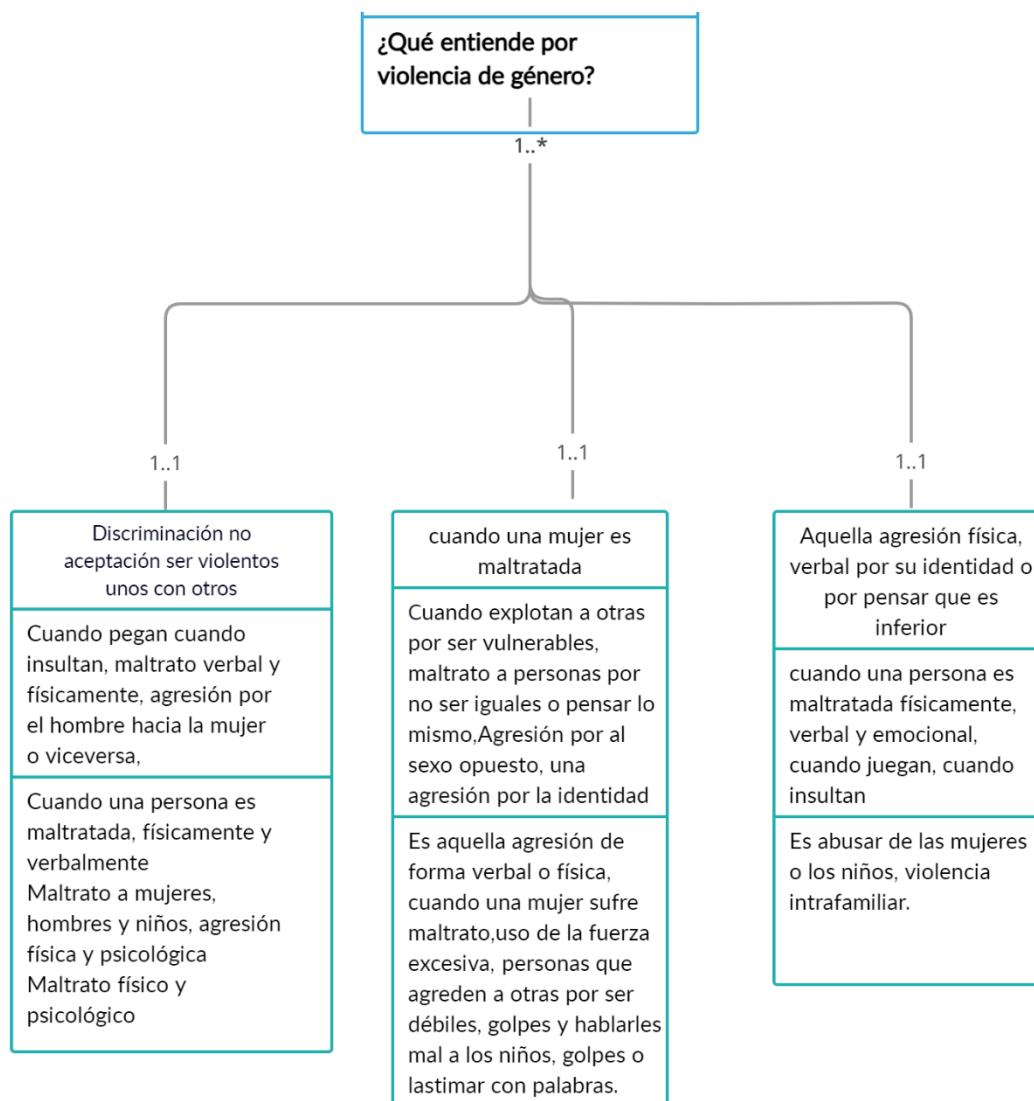 ¿Qué entiende por
violencia de género?
1..*
1..1
1..1
1..1
Discriminación no
aceptación ser violentos
unos con otros
Cuando pegan cuando
insultan, maltrato verbal y
físicamente, agresión por
el hombre hacia la mujer
o viceversa,
Cuando una persona es
maltratada, físicamente y
verbalmente
Maltrato a mujeres,
hombres y niños, agresión
física y psicológica
Maltrato físico y
psicológico
cuando una mujer es
maltratada
Cuando explotan a otras
por ser vulnerables,
maltrato a personas por
no ser iguales o pensar lo
mismo,Agresión por al
sexo opuesto, una
agresión por la identidad
Es aquella agresión de
forma verbal o física,
cuando una mujer sufre
maltrato,uso de la fuerza
excesiva, personas que
agreden a otras por ser
débiles, golpes y hablarles
mal a los niños, golpes o
lastimar con palabras.
Aquella agresión física,
verbal por su identidad o
por pensar que es
inferior
cuando una persona es
maltratada físicamente,
verbal y emocional,
cuando juegan, cuando
insultan
Es abusar de las mujeres
o los niños, violencia
intrafamiliar.